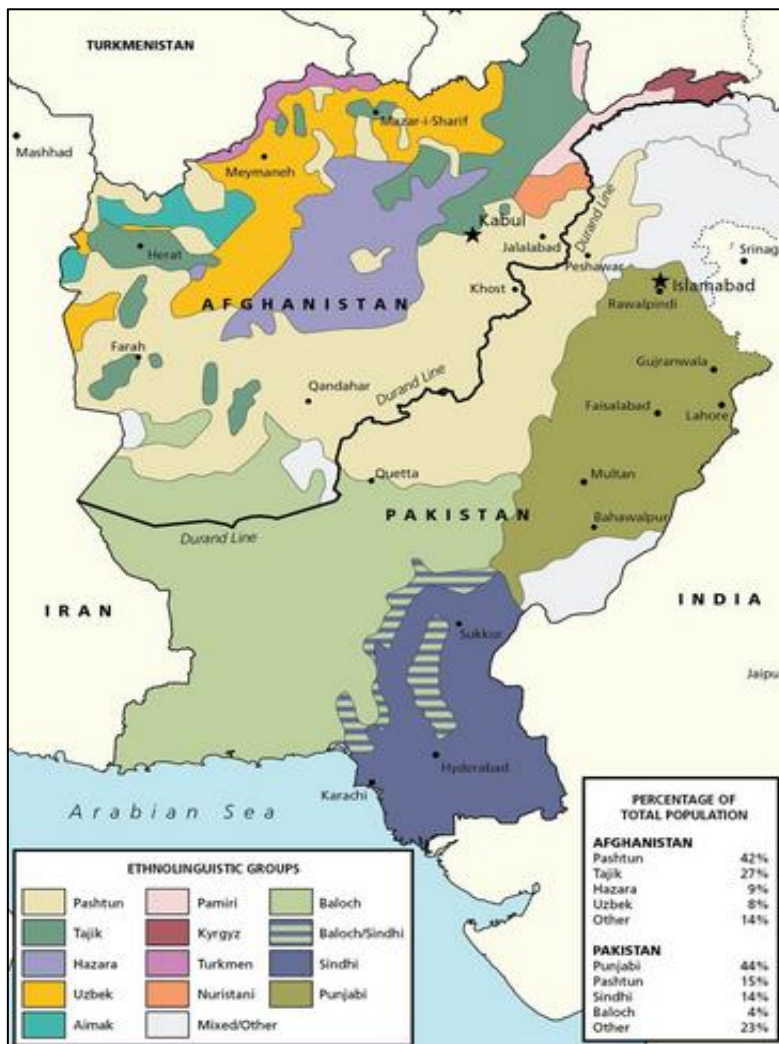 TURKMENISTAN
Mashhad
Mazar-i-Sharif
Meymaneh
Herat
Kabul
Jalalabad
Durand Line
Peshawar
Srinag
Islamabad
Rawalpindi
AFGHANISTAN
Khost
Farah
Qandahar
Durand Line
Gujranwala
Faisalabad
Lahore
Quetta
Multan
PAKISTAN
Bahawalpur
Durand Line
IRAN
INDIA
Sukkur
Jaipu
Hyderabad
Karachi
Arabian Sea
ETHNOLINGUISTIC GROUPS
Pashtun
Tajik
Hazara
Uzbek
Aimak
Pamiri
Kyrgyz
Turkmen
Nuristani
Mixed/Other
Baloch
Baloch/Sindhi
Sindhi
Punjabi
PERCENTAGE OF
TOTAL POPULATION
AFGHANISTAN
Pashtun 42%
Tajik 27%
Hazara 9%
Uzbek 8%
Other 14%
PAKISTAN
Punjabi 44%
Pashtun 15%
Sindhi 14%
Baloch 4%
Other 23%